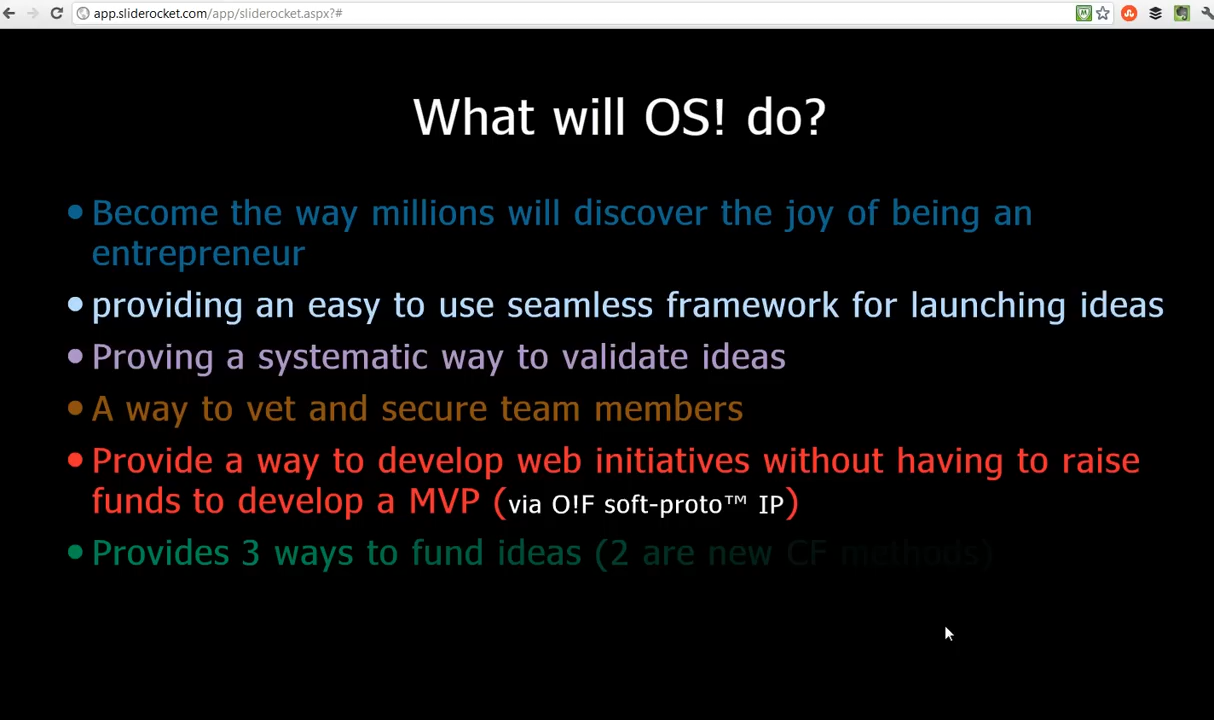 app.sliderocket.com/app/sliderocket.aspx?#
What will OS! do?
• Become the way millions will discover the joy of being an
entrepreneur
• providing an easy to use seamless framework for launching ideas
• Proving a systematic way to validate ideas
• A way to vet and secure team members
• Provide a way to develop web initiatives without having to raise
funds to develop a MVP (via O!F soft-proto™ IP)
• Provides 3 ways to fund ideas (2 are new CF methods)